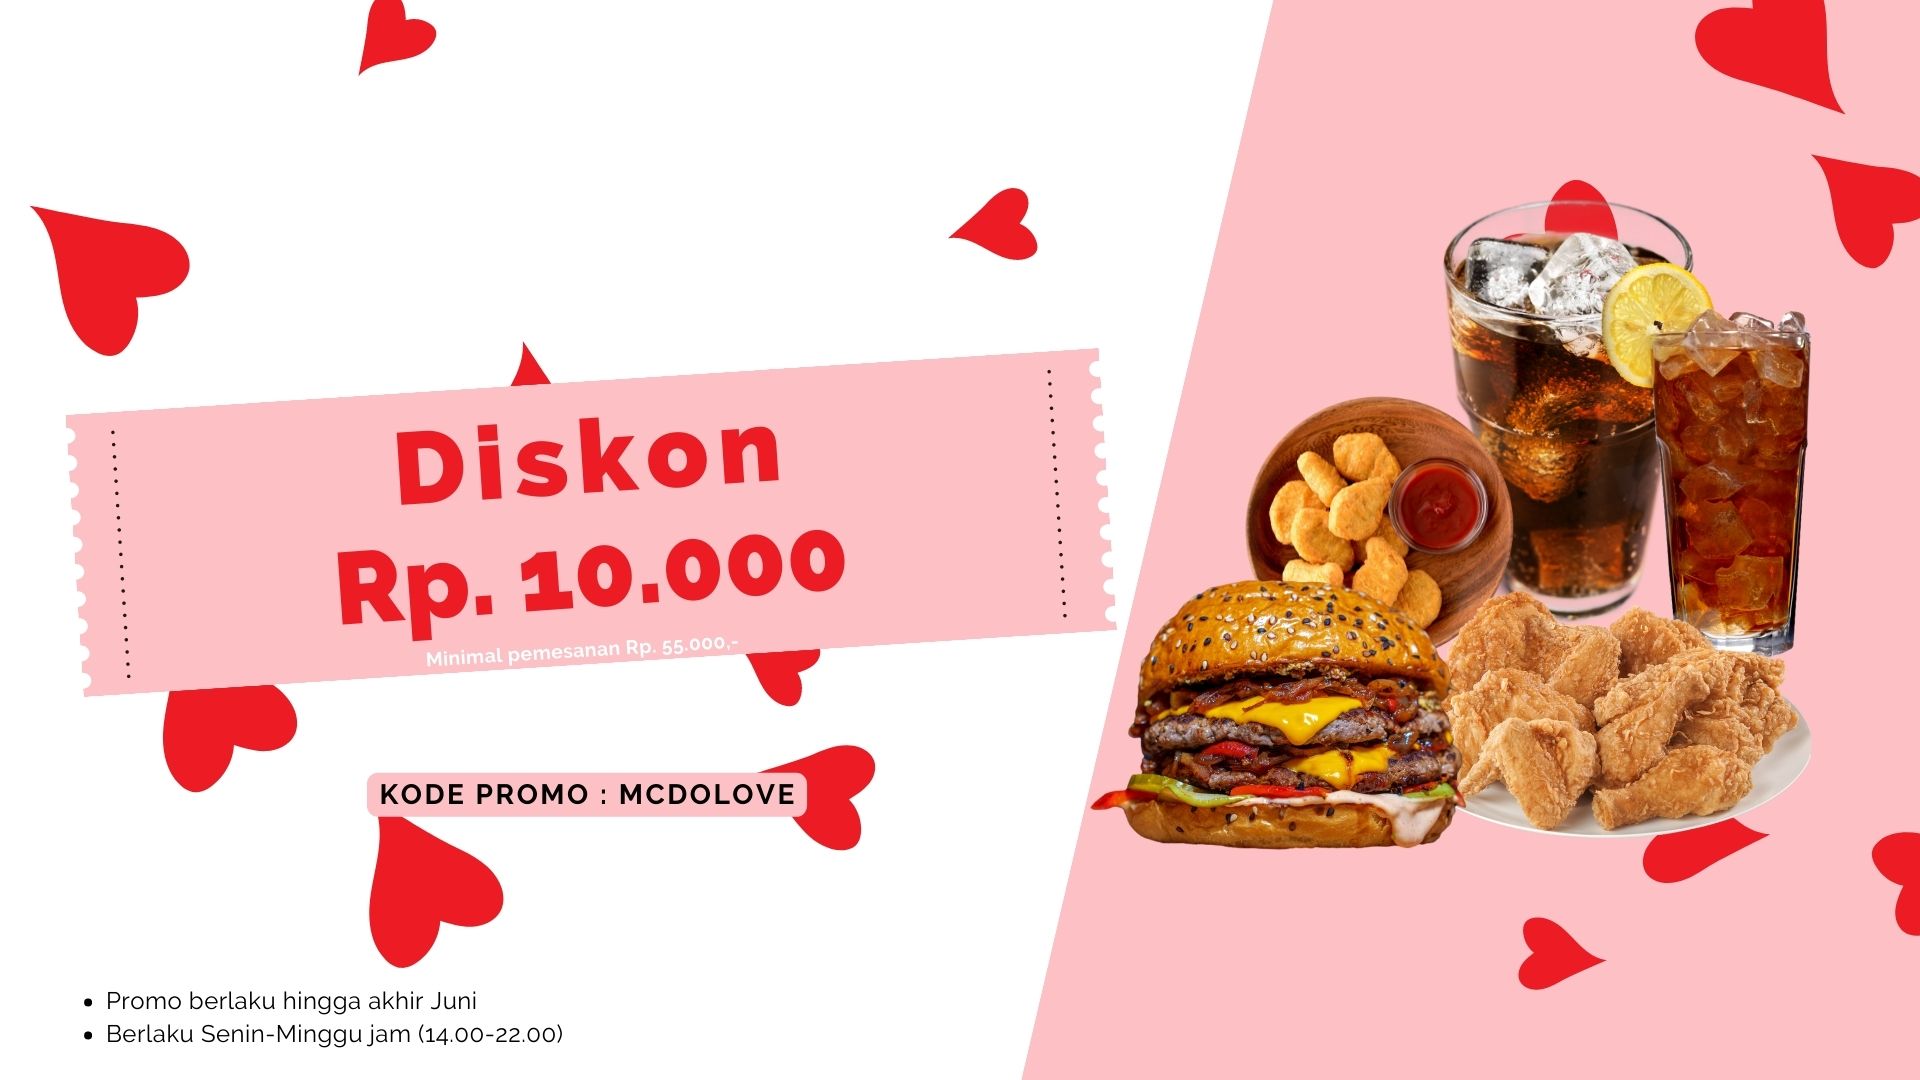 Diskon
Rp. 10.000
Minimal pemesanan Rp. 55.000,-
KODE PROMO : MCDOLOVE
• Promo berlaku hingga akhir Juni
• Berlaku Senin-Minggu jam (14.00-22.00)